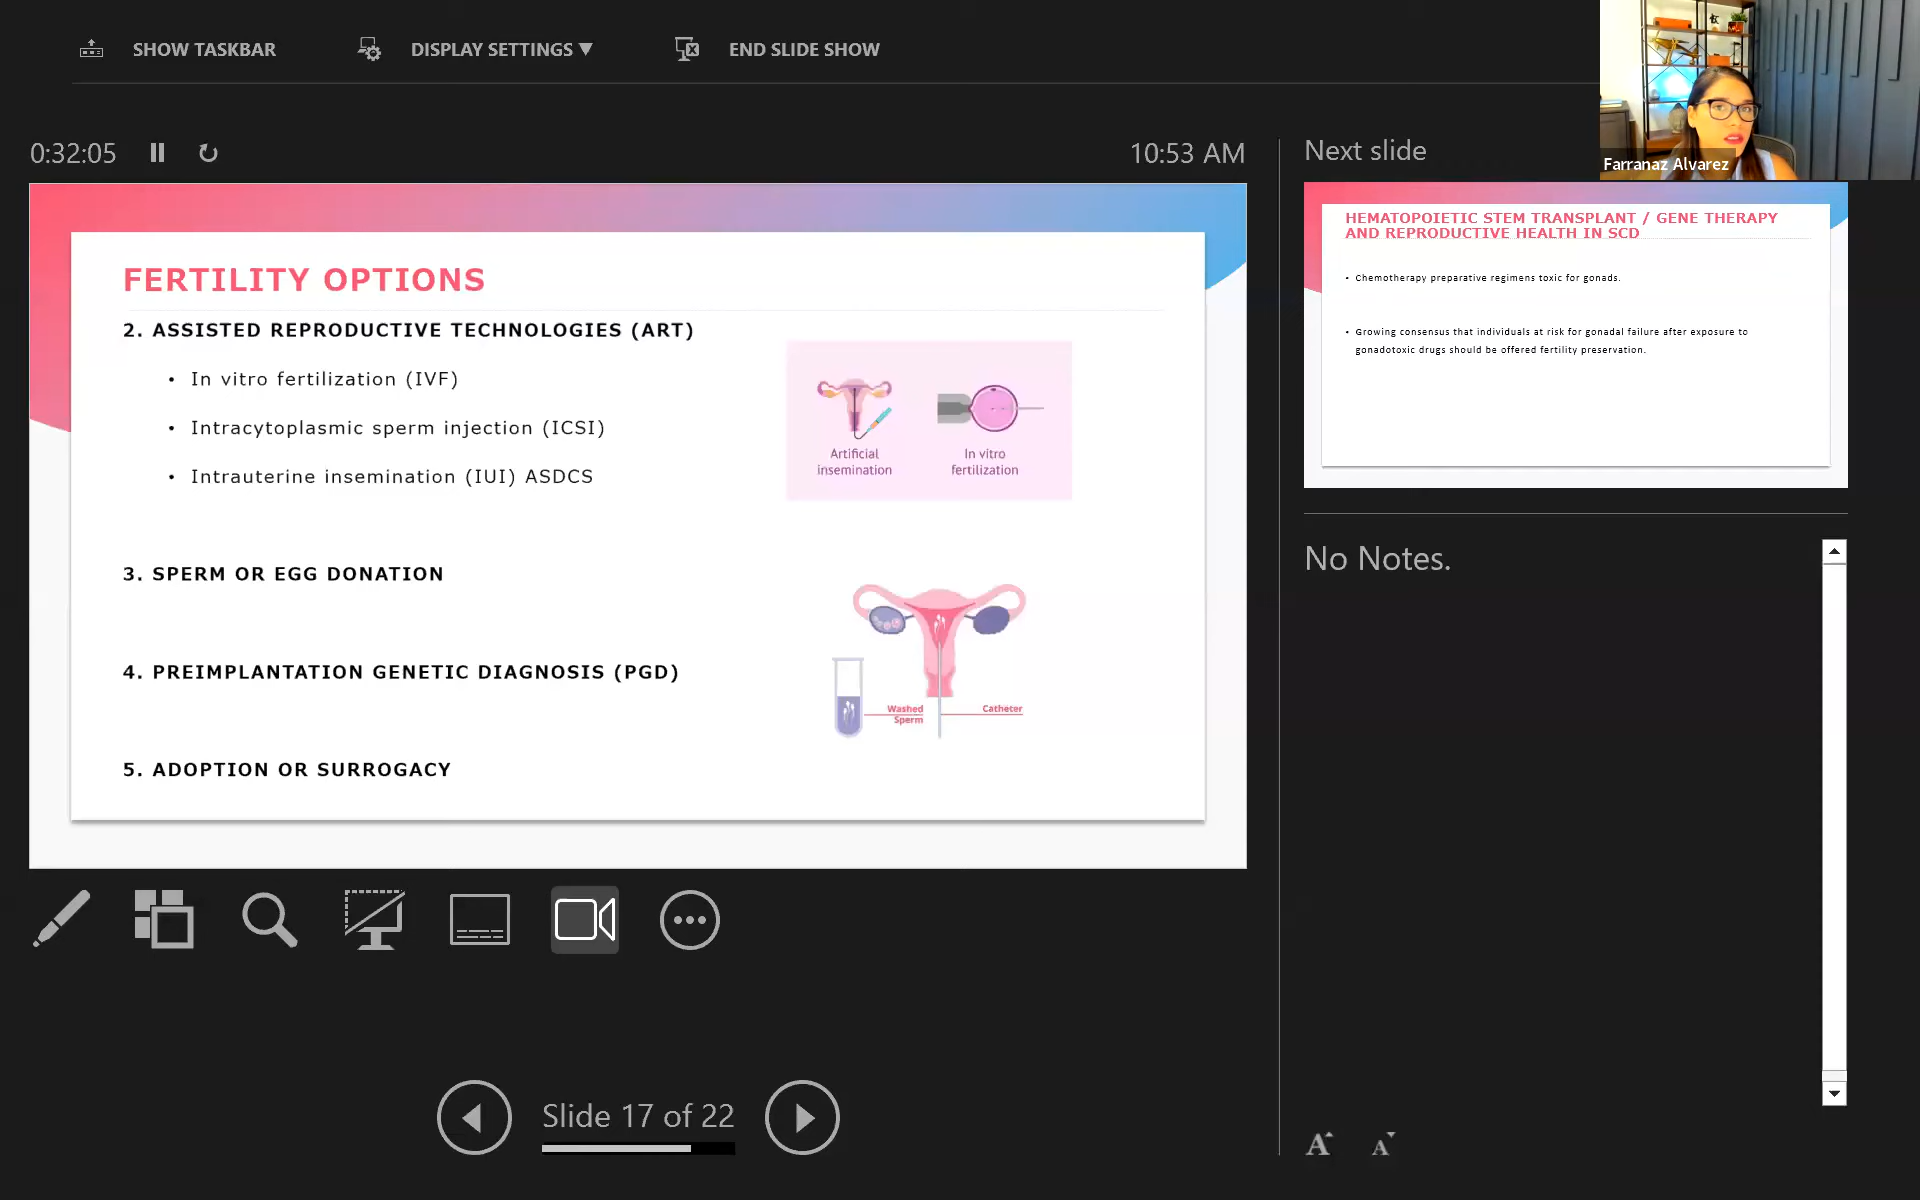 SHOW TASKBAR
DISPLAY SETTINGS ▼
END SLIDE SHOW
Farranaz Alvarez
0:32:05
10:53 AM
FERTILITY OPTIONS
2. ASSISTED REPRODUCTIVE TECHNOLOGIES (ART)
• In vitro fertilization (IVF)
• Intracytoplasmic sperm injection (ICSI)
• Intrauterine insemination (IUI) ASDCS
Artificial
insemination
In vitro
fertilization
3. SPERM OR EGG DONATION
4. PREIMPLANTATION GENETIC DIAGNOSIS (PGD)
Washed
Sperm
Catheter
5. ADOPTION OR SURROGACY
Slide 17 of 22
Next slide
HEMATOPOIETIC STEM TRANSPLANT / GENE THERAPY
AND REPRODUCTIVE HEALTH IN SCD
• Chemotherapy preparative regimens toxic for gonads.
• Growing consensus that individuals at risk for gonadal failure after exposure to
gonadotoxic drugs should be offered fertility preservation.
No Notes.
A
A